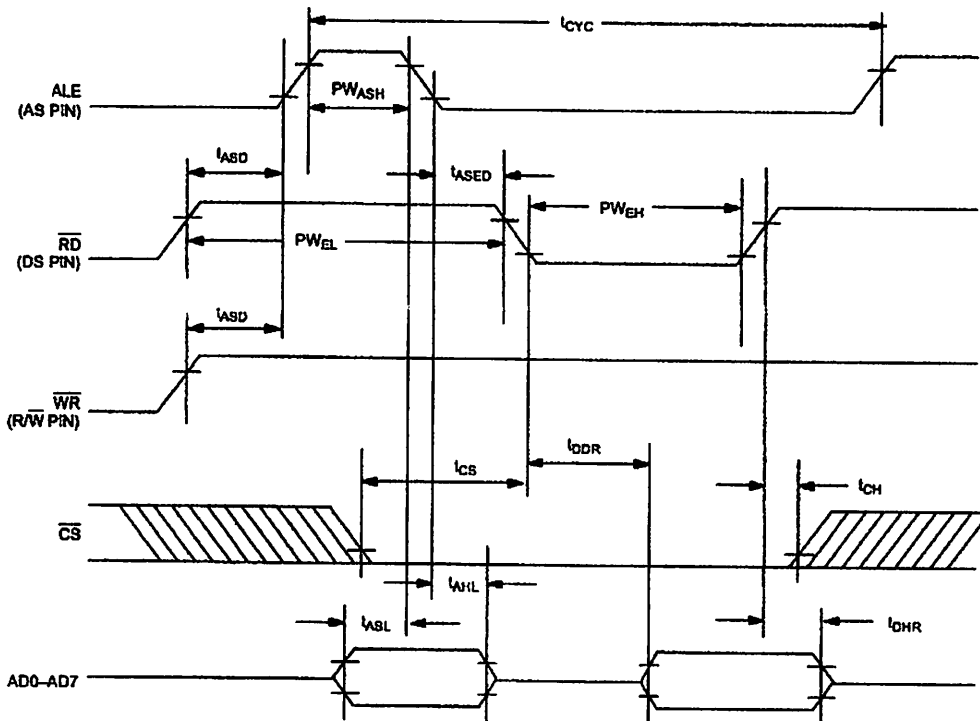 tCYC
ALE
(AS PIN)
PWASH
tASD
tASED
RD
(DS PIN)
PWEL
PWEH
tASD
WR
(R/W PIN)
tCS
tDDR
tCH
CS
tAHL
tASL
tDHR
AD0–AD7